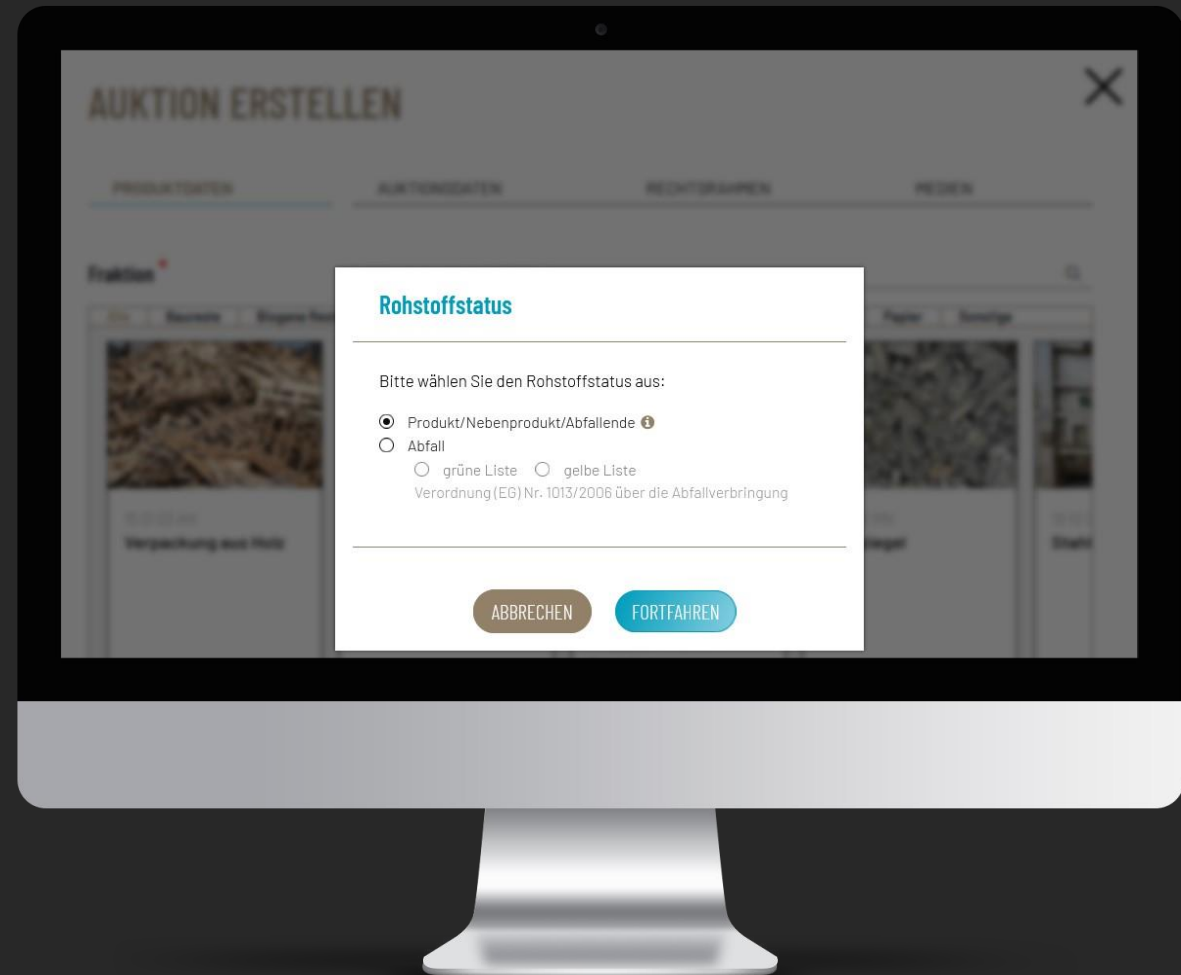 AUKTION ERSTELLEN
PRODUKTDATEN AUKTIONSDATEN RECHTSRAHMEN MEDIEN
Fraktion *
Papier Sonstige
Rohstoffstatus
Bitte wählen Sie den Rohstoffstatus aus:
Produkt/Nebenprodukt/Abfallende
Abfall
grüne Liste gelbe Liste
Verordnung (EG) Nr. 1013/2006 über die Abfallverbringung
Verpackung aus Holz
ABBRECHEN FORTFAHREN